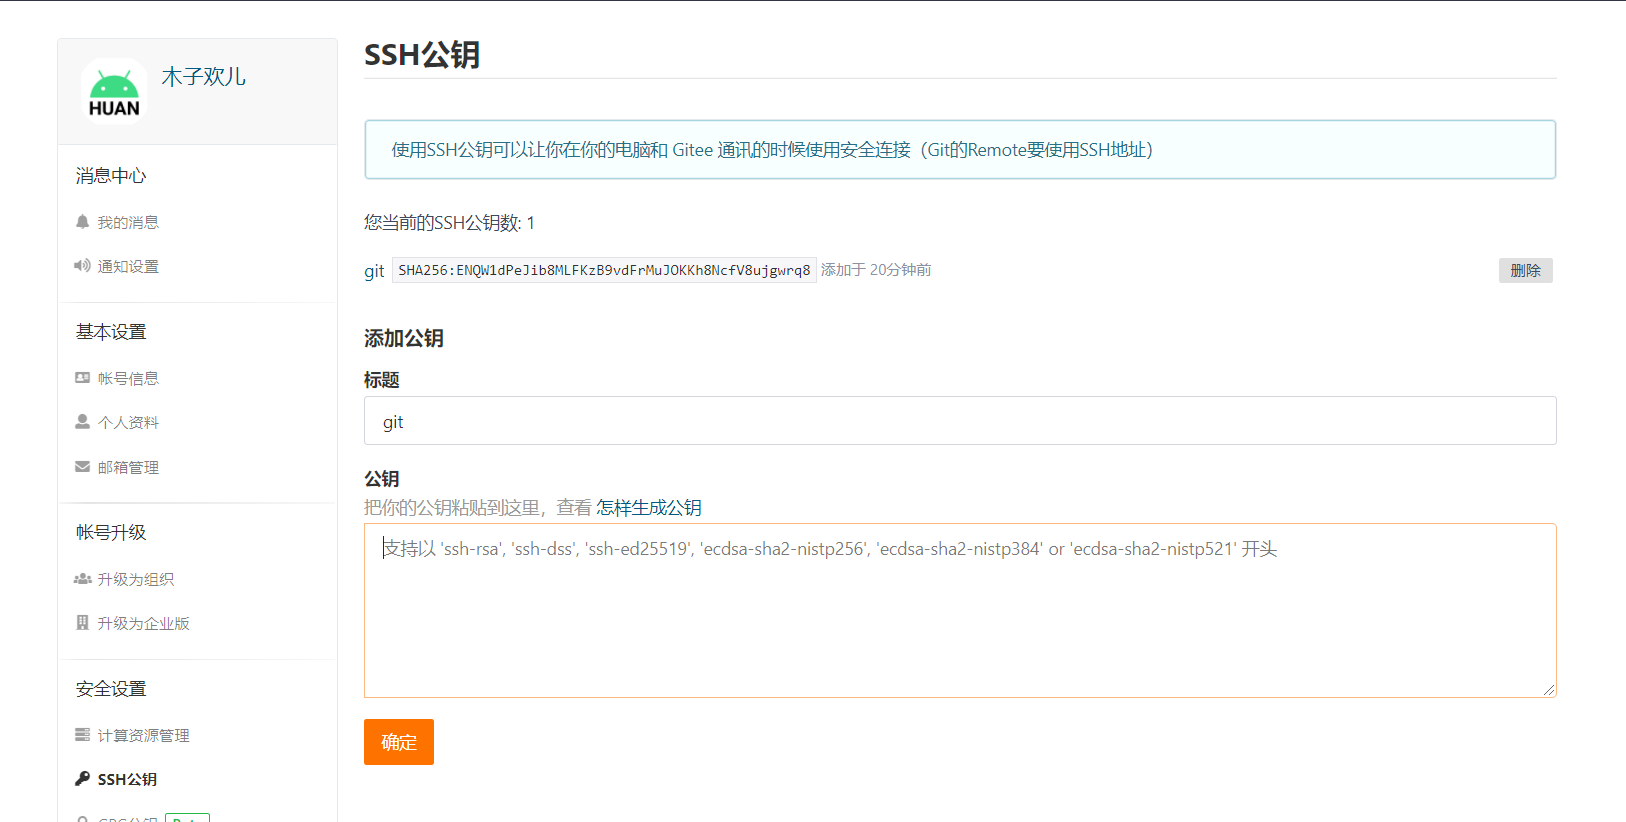 SSH公钥
木子欢儿
HUAN
消息中心
我的消息
通知设置
基本设置
帐号信息
个人资料
邮箱管理
帐号升级
升级为组织
升级为企业版
安全设置
计算资源管理
SSH公钥
使用SSH公钥可以让你在你的电脑和 Gitee 通讯的时候使用安全连接（Git的Remote要使用SSH地址）
您当前的SSH公钥数: 1
git SHA256:ENQW1dPeJib8MLFKzB9vdFrMuJOKKh8NcfV8ujgwrq8 添加于 20分钟前 删除
添加公钥
标题
git
公钥
把你的公钥粘贴到这里，查看 怎样生成公钥
支持以 'ssh-rsa', 'ssh-dss', 'ssh-ed25519', 'ecdsa-sha2-nistp256', 'ecdsa-sha2-nistp384' or 'ecdsa-sha2-nistp521' 开头
确定